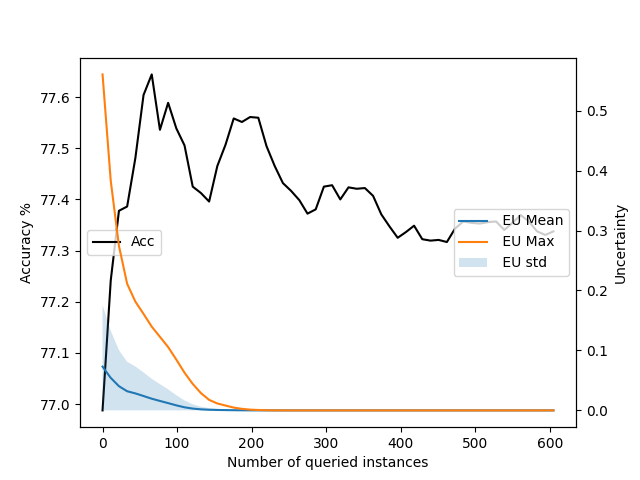 77.6
77.5
77.4
77.3
77.2
77.1
77.0
Accuracy %
0.5
0.4
0.3
0.2
0.1
0.0
Uncertainty
Acc
EU Mean
EU Max
EU std
0 100 200 300 400 500 600
Number of queried instances